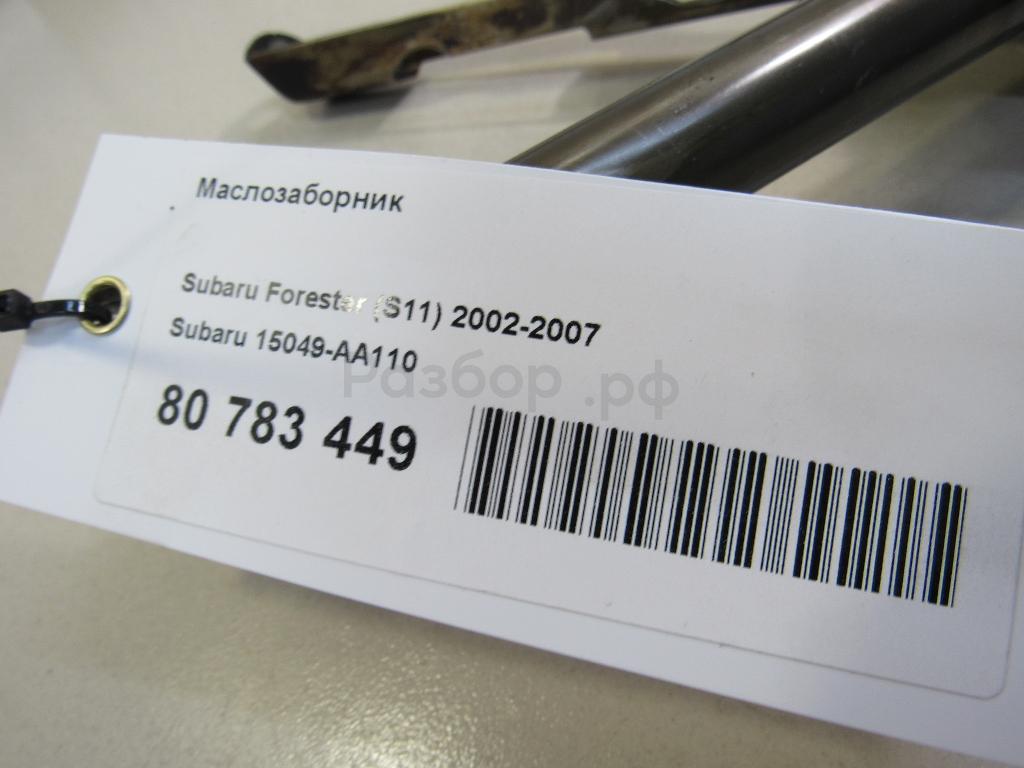 Маслозаборник
Subaru Forester (S11) 2002-2007
Subaru 15049-AA110
Разбор.рф
80 783 449